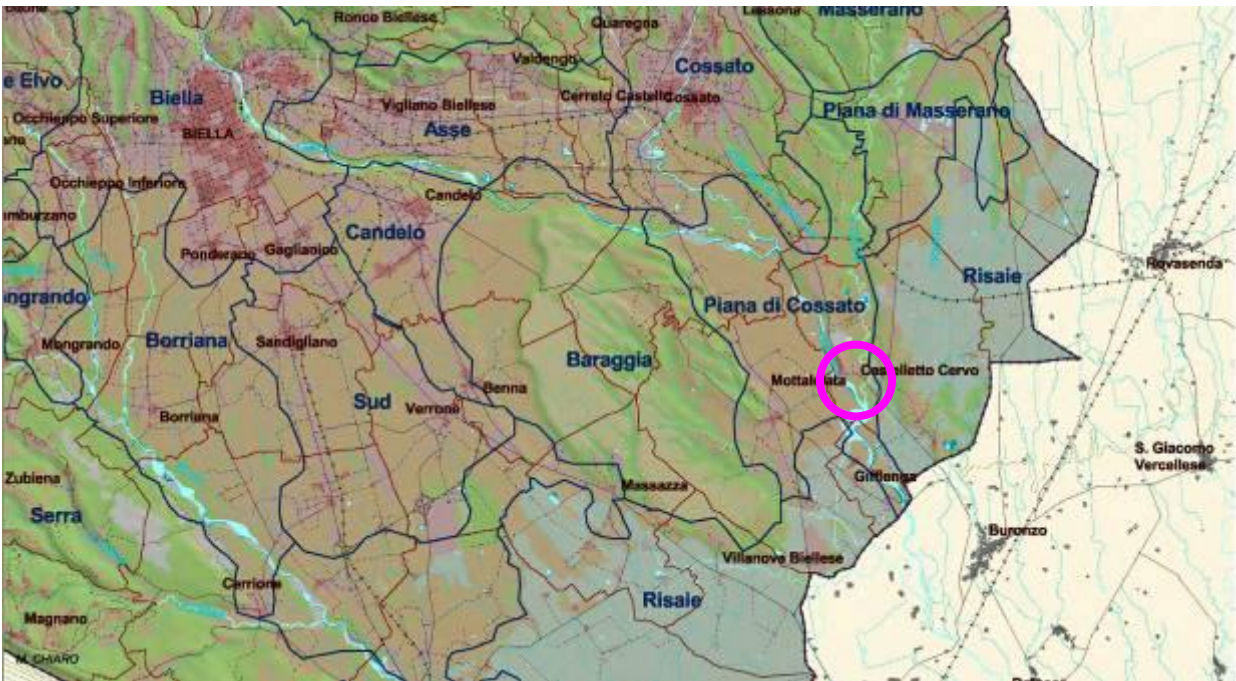 Ronco Biellese
Quaregna
Lessona
Masserano
Valdengo
Cossato
e Elvo
Biella
Vigliano Biellese
Cerreto Castello
Cossato
Piana di Masserano
Occhieppo Superiore
BIELLA
Asse
Occhieppo Inferiore
Candelo
Candelo
Ponderano
Gaglianico
Rovasenda
Risaie
ongrando
Piana di Cossato
Mongrando
Borriana
Sandigliano
Baraggia
Castelletto Cervo
Mottalciata
Benna
Sud
Verrone
Borriana
S. Giacomo
Vercellese
Zubiena
Massazza
Gifflenga
Serra
Buronzo
Villanova Biellese
Cerrione
Risaie
Magnano
M. CHIARO